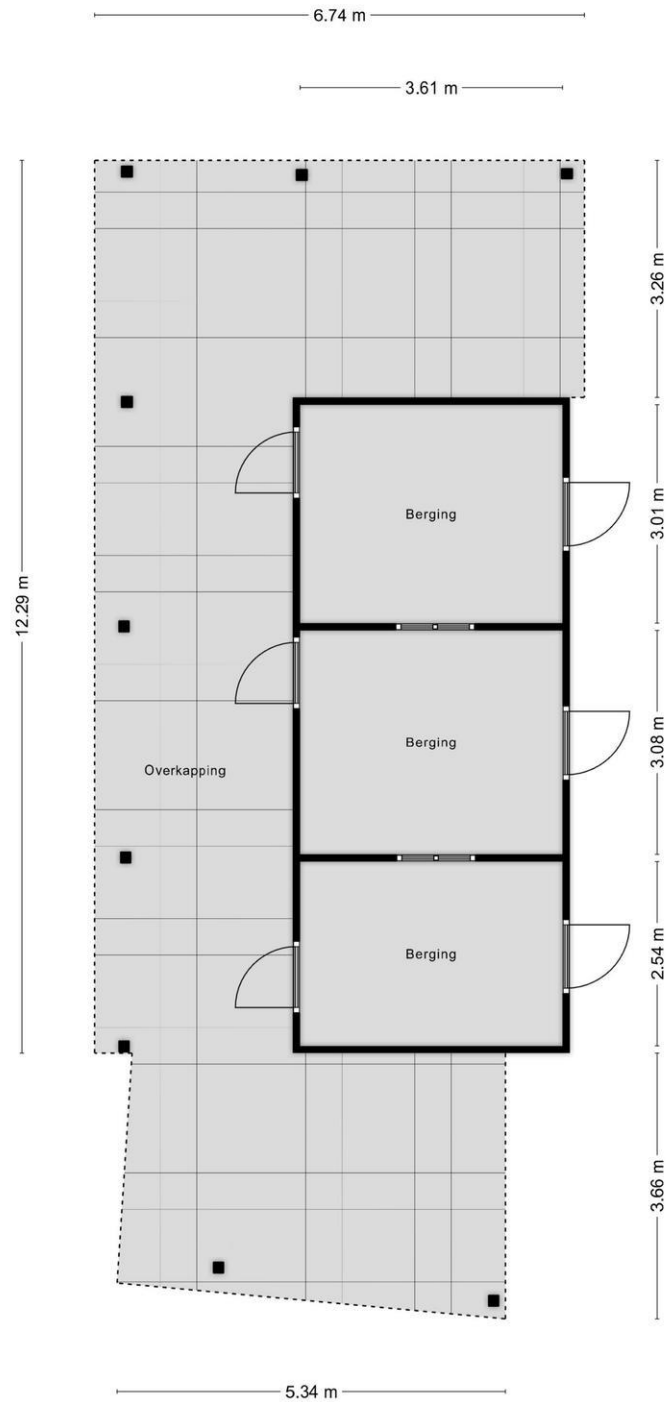 6.74 m
3.61 m
3.26 m
Berging
3.01 m
12.29 m
Berging
3.08 m
Overkapping
Berging
2.54 m
3.66 m
5.34 m